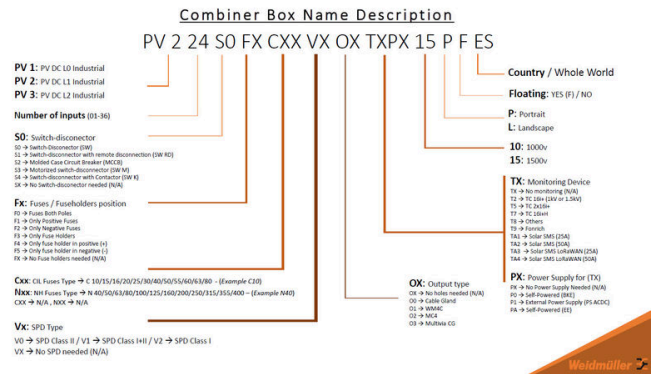 Combiner Box Name Description
PV 2 24 S0 FX CXX VX OX TXPX 15 P F ES
PV 1: PV DC L0 Industrial
PV 2: PV DC L1 Industrial
PV 3: PV DC L2 Industrial
Number of inputs (01-36)
S0: Switch-disconector
S0 → Switch-Disconector (SW)
S1 → Switch-disconnector with remote disconnection (SW RD)
S2 → Molded Case Circuit Breaker (MCCB)
S3 → Motorized switch-disconnector (SW M)
S4 → Switch-disconnector with Contactor (SW K)
SX → No Switch-disconector needed (N/A)
Fx: Fuses / Fuseholders position
F0 → Fuses Both Poles
F1 → Only Positive Fuses
F2 → Only Negative Fuses
F3 → Only Fuse Holders
F4 → Only fuse holder in positive (+)
F5 → Only fuse holder in negative (-)
FX → No Fuse holders needed (N/A)
Cxx: CIL Fuses Type → C 10/15/16/20/25/30/40/50/55/60/63/80 - (Example C10)
Nxx: NH Fuses Type → N 40/50/63/80/100/125/160/200/250/315/355/400 – (Example N40)
CXX → N/A , NXX → N/A
Vx: SPD Type
V0 → SPD Class II / V1 → SPD Class I+II / V2 → SPD Class I
VX → No SPD needed (N/A)
OX: Output type
OX → No holes needed (N/A)
O0 → Cable Gland
O1 → WM4C
O2 → MC4
O3 → Multivia CG
Country / Whole World
Floating: YES (F) / NO
P: Portrait
L: Landscape
10: 1000v
15: 1500v
TX: Monitoring Device
TX → No monitoring (N/A)
T2 → TC 16I+ (1kV or 1.5kV)
T5 → TC 2x16I+
T7 → TC 16I+H
T8 → Others
T9 → Fonrich
TA1 → Solar SMS (25A)
TA2 → Solar SMS (50A)
TA3 → Solar SMS LoRaWAN (25A)
TA4 → Solar SMS LoRaWAN (50A)
PX: Power Supply for (TX)
PX → No Power Supply Needed (N/A)
P0 → Self-Powered (BKE)
P1 → External Power Supply (PS ACDC)
PA → Self-Powered (EE)
Weidmüller